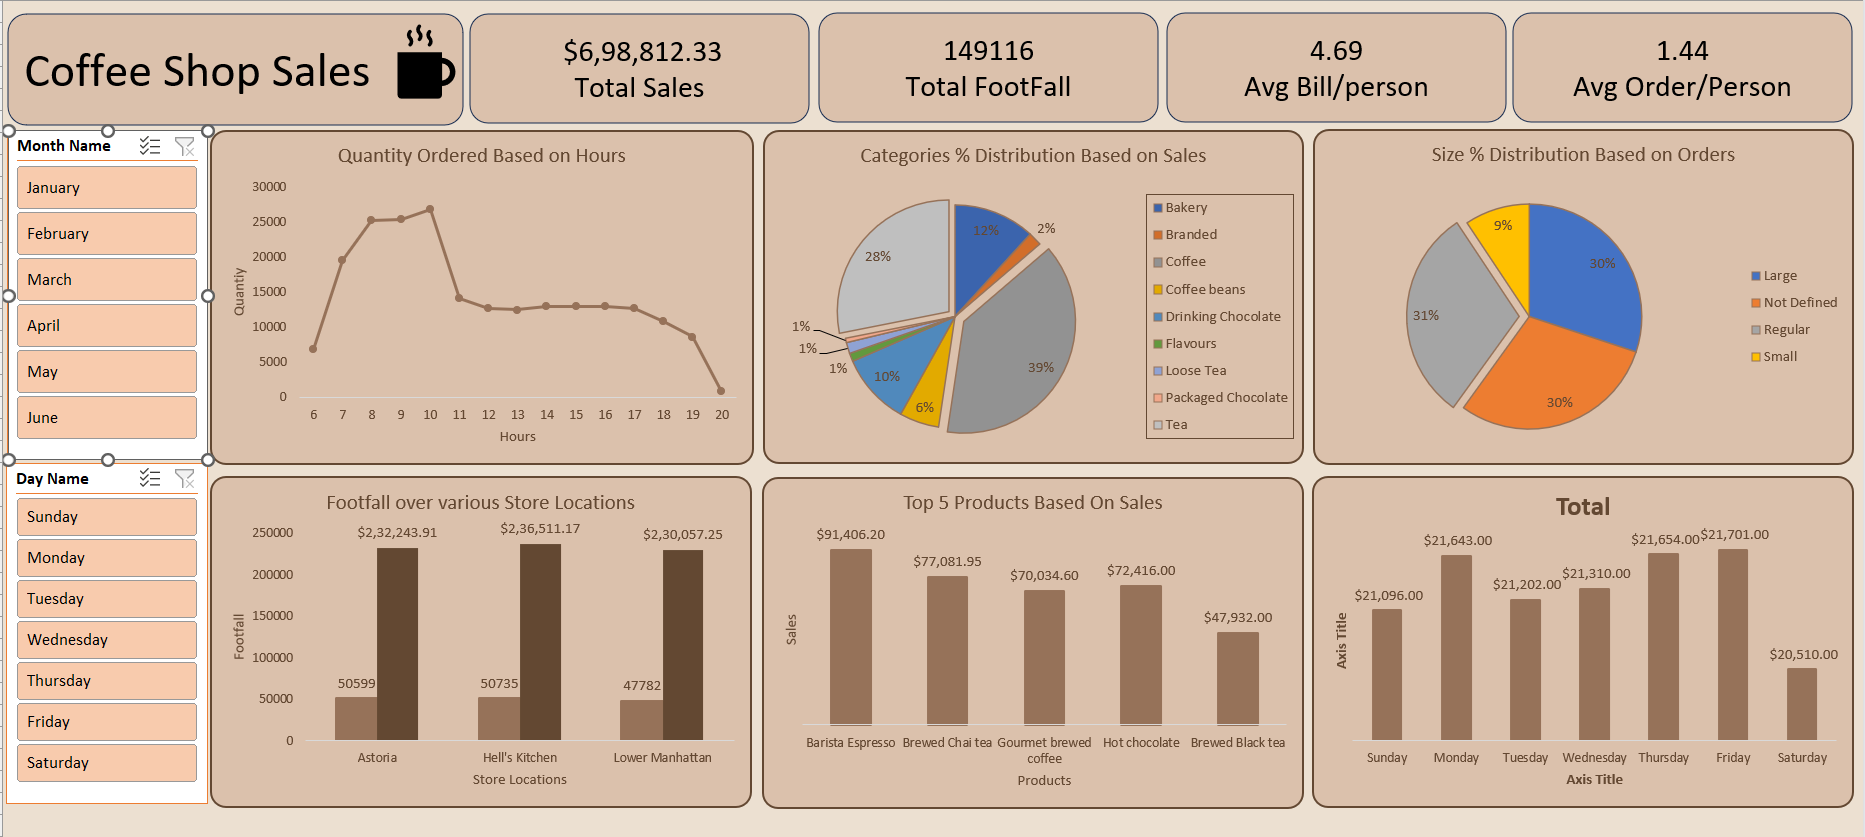 Coffee Shop Sales
$6,98,812.33
Total Sales
149116
Total FootFall
4.69
Avg Bill/person
1.44
Avg Order/Person
Month Name
January
February
March
April
May
June
Day Name
Sunday
Monday
Tuesday
Wednesday
Thursday
Friday
Saturday
Quantity Ordered Based on Hours
Quantiy
30000
25000
20000
15000
10000
5000
0
6 7 8 9 10 11 12 13 14 15 16 17 18 19 20
Hours
Categories % Distribution Based on Sales
12%
2%
39%
6%
10%
1%
1%
1%
28%
Bakery
Branded
Coffee
Coffee beans
Drinking Chocolate
Flavours
Loose Tea
Packaged Chocolate
Tea
Size % Distribution Based on Orders
30%
30%
31%
9%
Large
Not Defined
Regular
Small
Footfall over various Store Locations
Footfall
250000
200000
150000
100000
50000
0
50599
$2,32,243.91
50735
$2,36,511.17
47782
$2,30,057.25
Astoria
Hell's Kitchen
Lower Manhattan
Store Locations
Top 5 Products Based On Sales
Sales
$91,406.20
$77,081.95
$70,034.60
$72,416.00
$47,932.00
Barista Espresso
Brewed Chai tea
Gourmet brewed
coffee
Hot chocolate
Brewed Black tea
Products
Total
Axis Title
$21,096.00
$21,643.00
$21,202.00
$21,310.00
$21,654.00
$21,701.00
$20,510.00
Sunday
Monday
Tuesday
Wednesday
Thursday
Friday
Saturday
Axis Title